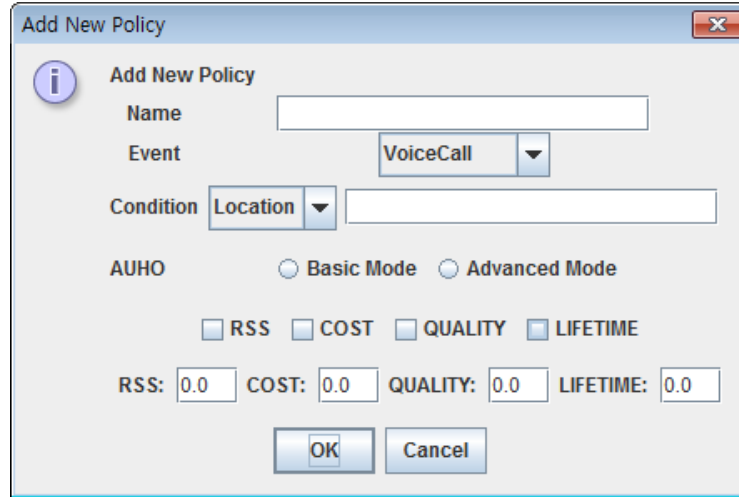 Add New Policy
Add New Policy
Name
Event VoiceCall
Condition Location
AUHO Basic Mode Advanced Mode
RSS COST QUALITY LIFETIME
RSS: 0.0 COST: 0.0 QUALITY: 0.0 LIFETIME: 0.0
OK Cancel